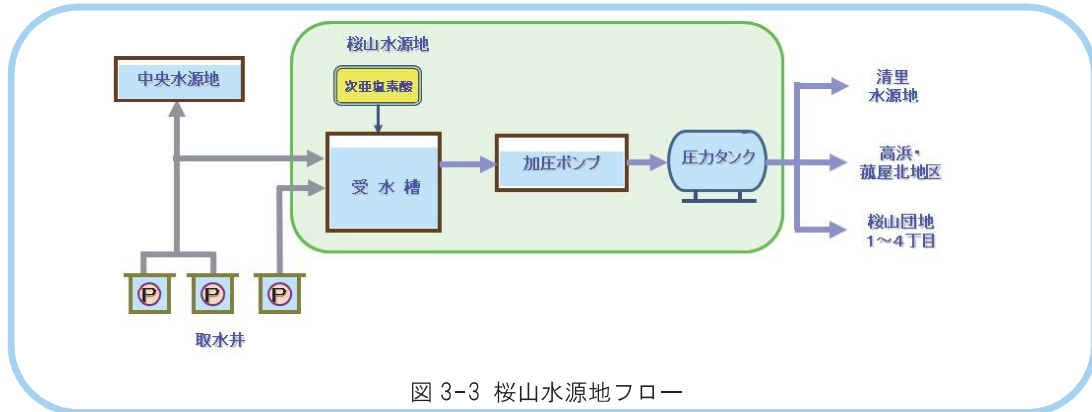 桜山水源地
中央水源地
次亜塩素酸
受水槽
加圧ポンプ
圧力タンク
清里
水源地
高浜・
菰屋北地区
桜山団地
1～4丁目
P
P
P
取水井
図 3-3 桜山水源地フロー